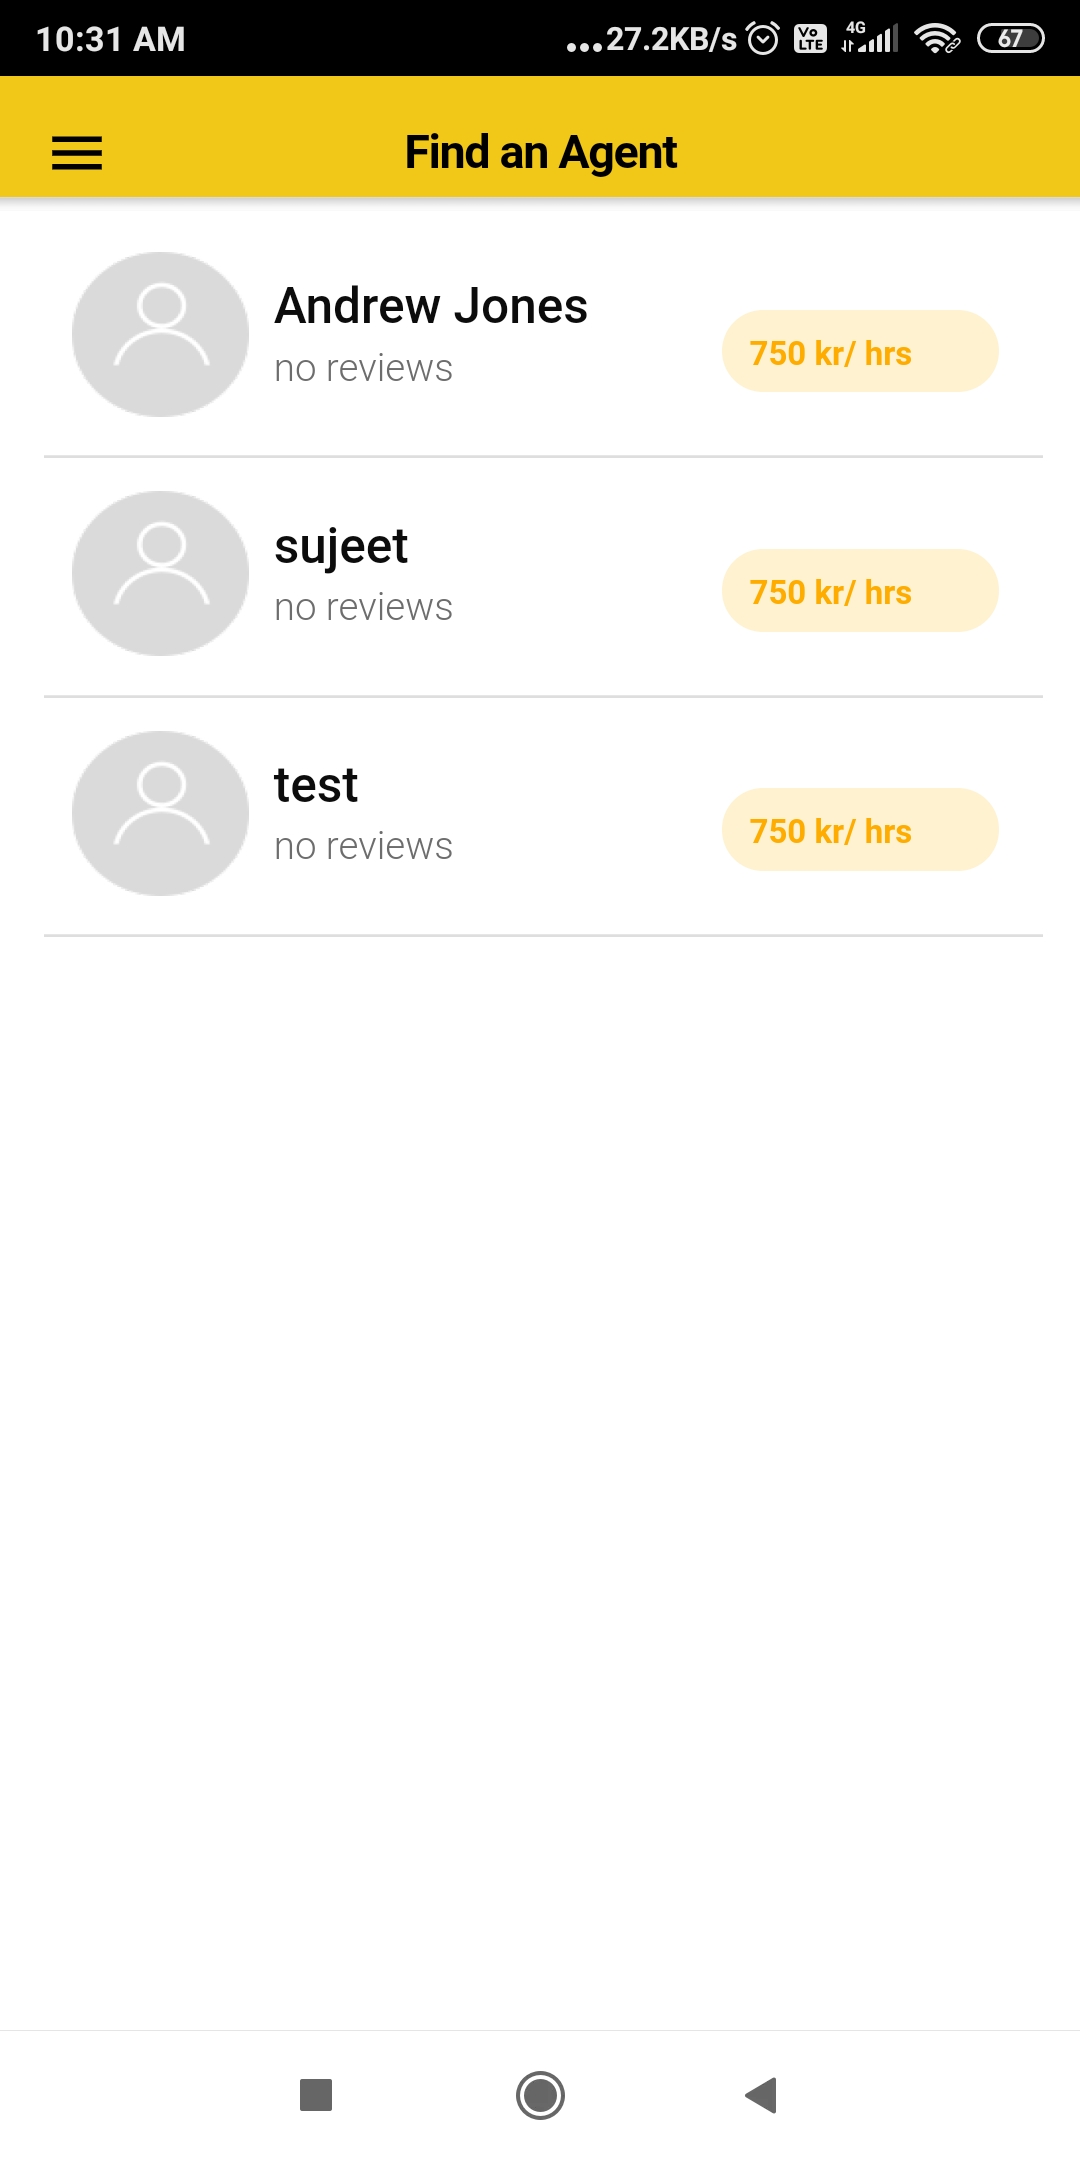 10:31 AM
...27.2KB/s Vo LTE 4G 67
Find an Agent
Andrew Jones
no reviews
750 kr/ hrs
sujeet
no reviews
750 kr/ hrs
test
no reviews
750 kr/ hrs